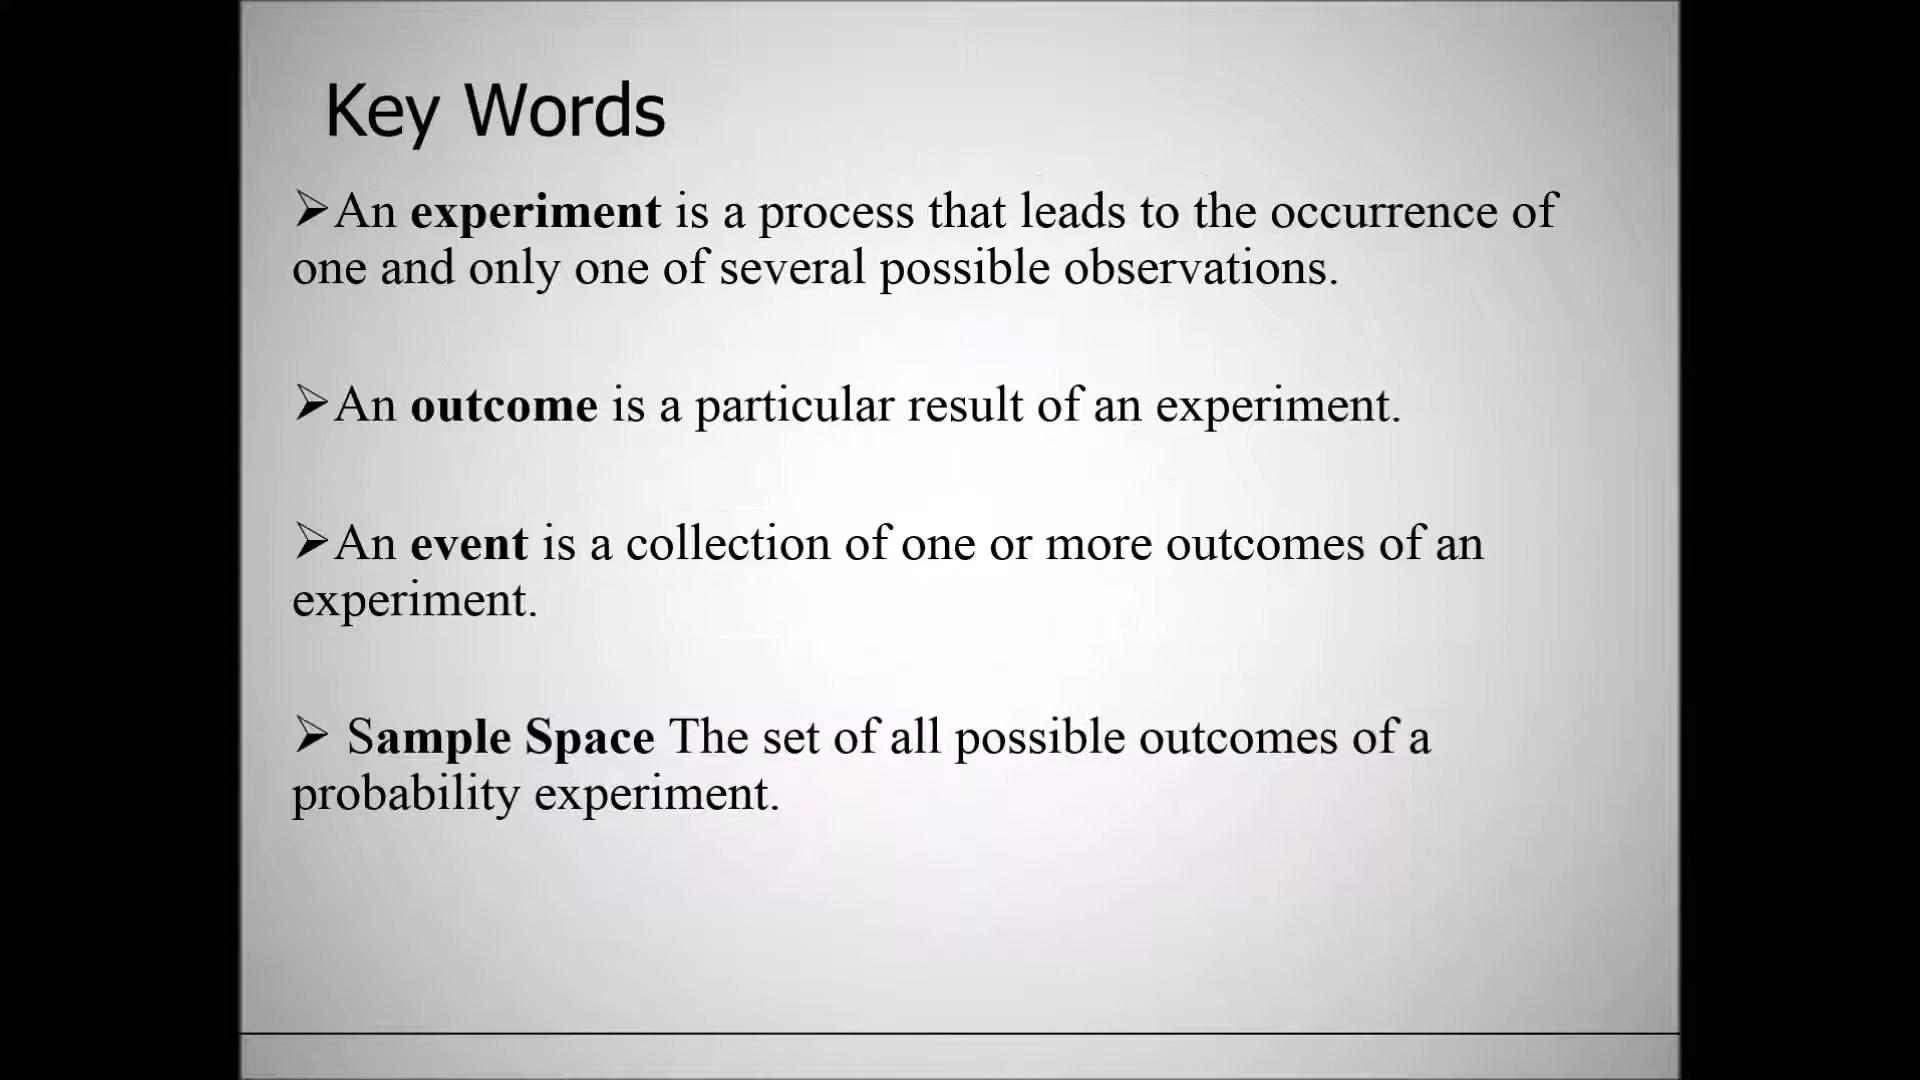 Key Words
➢An experiment is a process that leads to the occurrence of
one and only one of several possible observations.
➢An outcome is a particular result of an experiment.
➢An event is a collection of one or more outcomes of an
experiment.
➢ Sample Space The set of all possible outcomes of a
probability experiment.